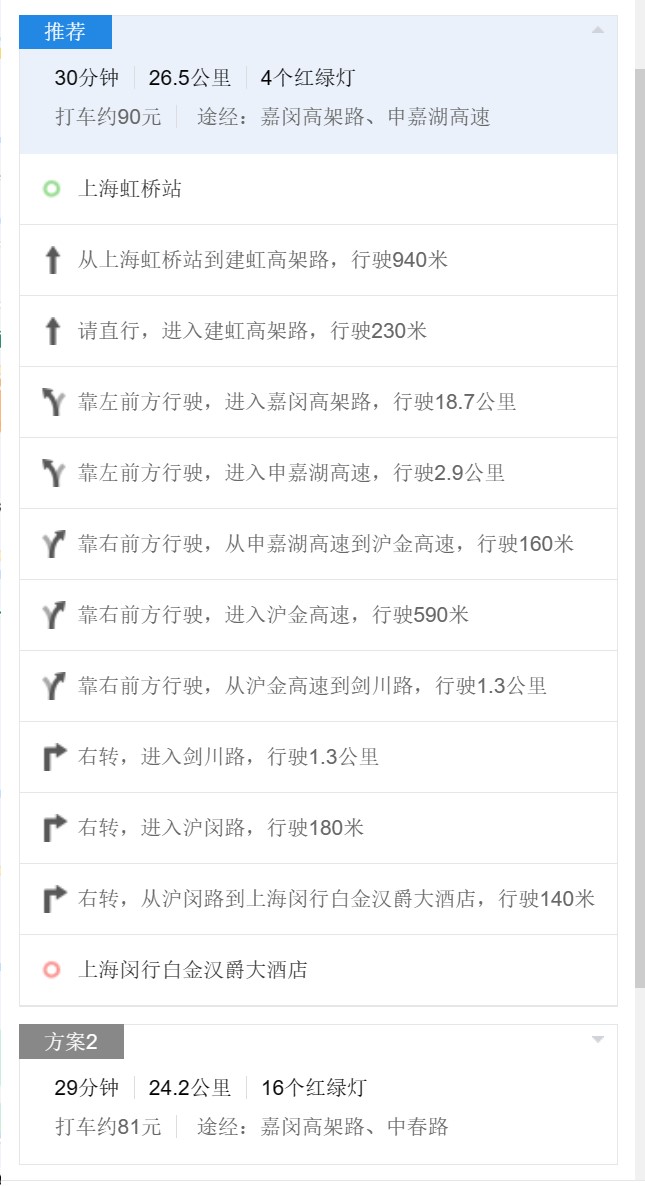 推荐
30分钟 26.5公里 4个红绿灯
打车约90元 途经：嘉闵高架路、申嘉湖高速
上海虹桥站
从上海虹桥站到建虹高架路，行驶940米
请直行，进入建虹高架路，行驶230米
靠左前方行驶，进入嘉闵高架路，行驶18.7公里
靠左前方行驶，进入申嘉湖高速，行驶2.9公里
靠右前方行驶，从申嘉湖高速到沪金高速，行驶160米
靠右前方行驶，进入沪金高速，行驶590米
靠右前方行驶，从沪金高速到剑川路，行驶1.3公里
右转，进入剑川路，行驶1.3公里
右转，进入沪闵路，行驶180米
右转，从沪闵路到上海闵行白金汉爵大酒店，行驶140米
上海闵行白金汉爵大酒店
方案2
29分钟 24.2公里 16个红绿灯
打车约81元 途经：嘉闵高架路、中春路